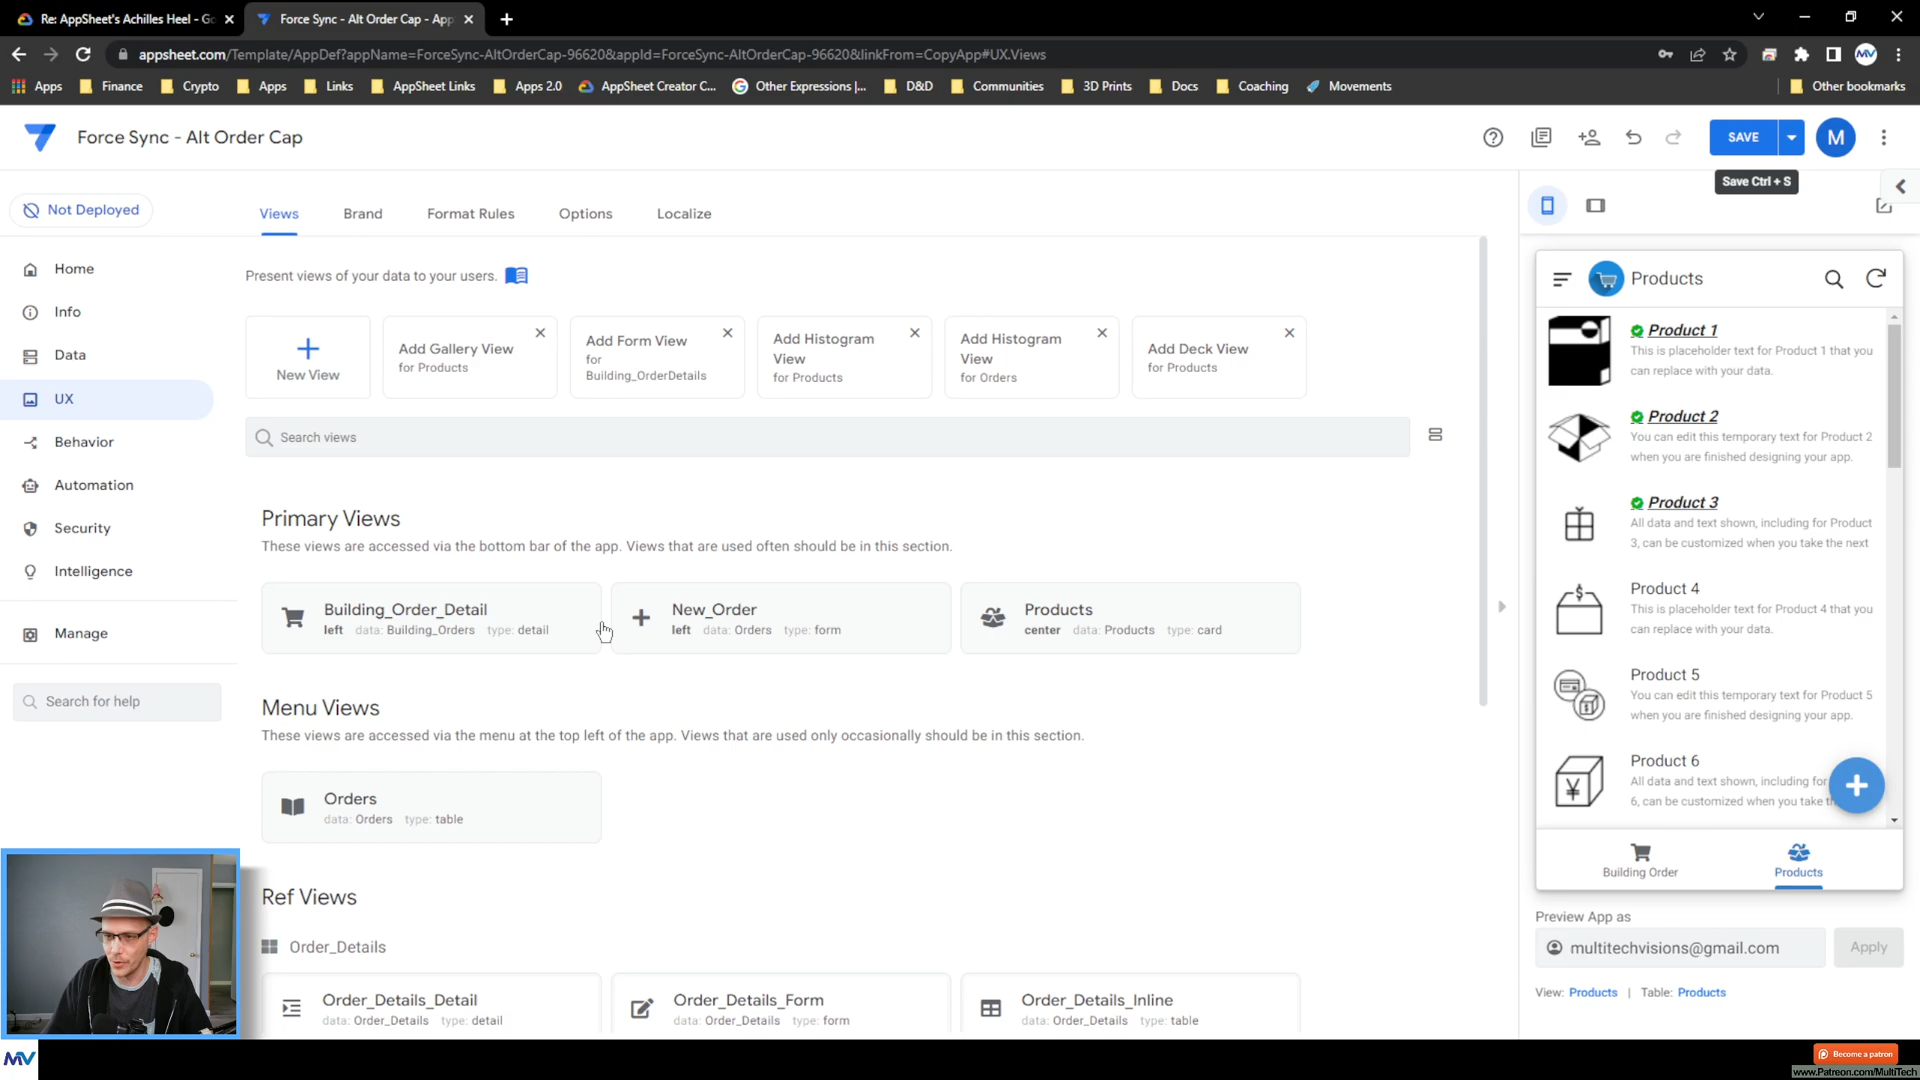 Re: AppSheet's Achilles Heel - Go
Force Sync - Alt Order Cap - App
appsheet.com/Template/AppDef?appName=ForceSync-AltOrderCap-96620&appId=ForceSync-AltOrderCap-96620&linkFrom=CopyApp#UX.Views
MV
Apps
Finance
Crypto
Apps
Links
AppSheet Links
Apps 2.0
AppSheet Creator C...
Other Expressions |...
D&D
Communities
3D Prints
Docs
Coaching
Movements
Other bookmarks
Force Sync - Alt Order Cap
SAVE
M
Save Ctrl + S
Not Deployed
Views
Brand
Format Rules
Options
Localize
Home
Info
Data
UX
Behavior
Automation
Security
Intelligence
Manage
Search for help
Present views of your data to your users.
New View
Add Gallery View
for Products
Add Form View
for
Building_OrderDetails
Add Histogram
View
for Products
Add Histogram
View
for Orders
Add Deck View
for Products
Search views
Primary Views
These views are accessed via the bottom bar of the app. Views that are used often should be in this section.
Building_Order_Detail
left data: Building_Orders type: detail
New_Order
left data: Orders type: form
Products
center data: Products type: card
Menu Views
These views are accessed via the menu at the top left of the app. Views that are used only occasionally should be in this section.
Orders
data: Orders type: table
Ref Views
Order_Details
Order_Details_Detail
data: Order_Details type: detail
Order_Details_Form
data: Order_Details type: form
Order_Details_Inline
data: Order_Details type: table
Products
Product 1
This is placeholder text for Product 1 that you
can replace with your data.
Product 2
You can edit this temporary text for Product 2
when you are finished designing your app.
Product 3
All data and text shown, including for Product
3, can be customized when you take the next
Product 4
This is placeholder text for Product 4 that you
can replace with your data.
Product 5
You can edit this temporary text for Product 5
when you are finished designing your app.
Product 6
All data and text shown, including for
6, can be customized when you take th
Building Order
Products
Preview App as
multitechvisions@gmail.com
Apply
View: Products | Table: Products
MV
Become a patron
www.Patreon.com/MultiTech